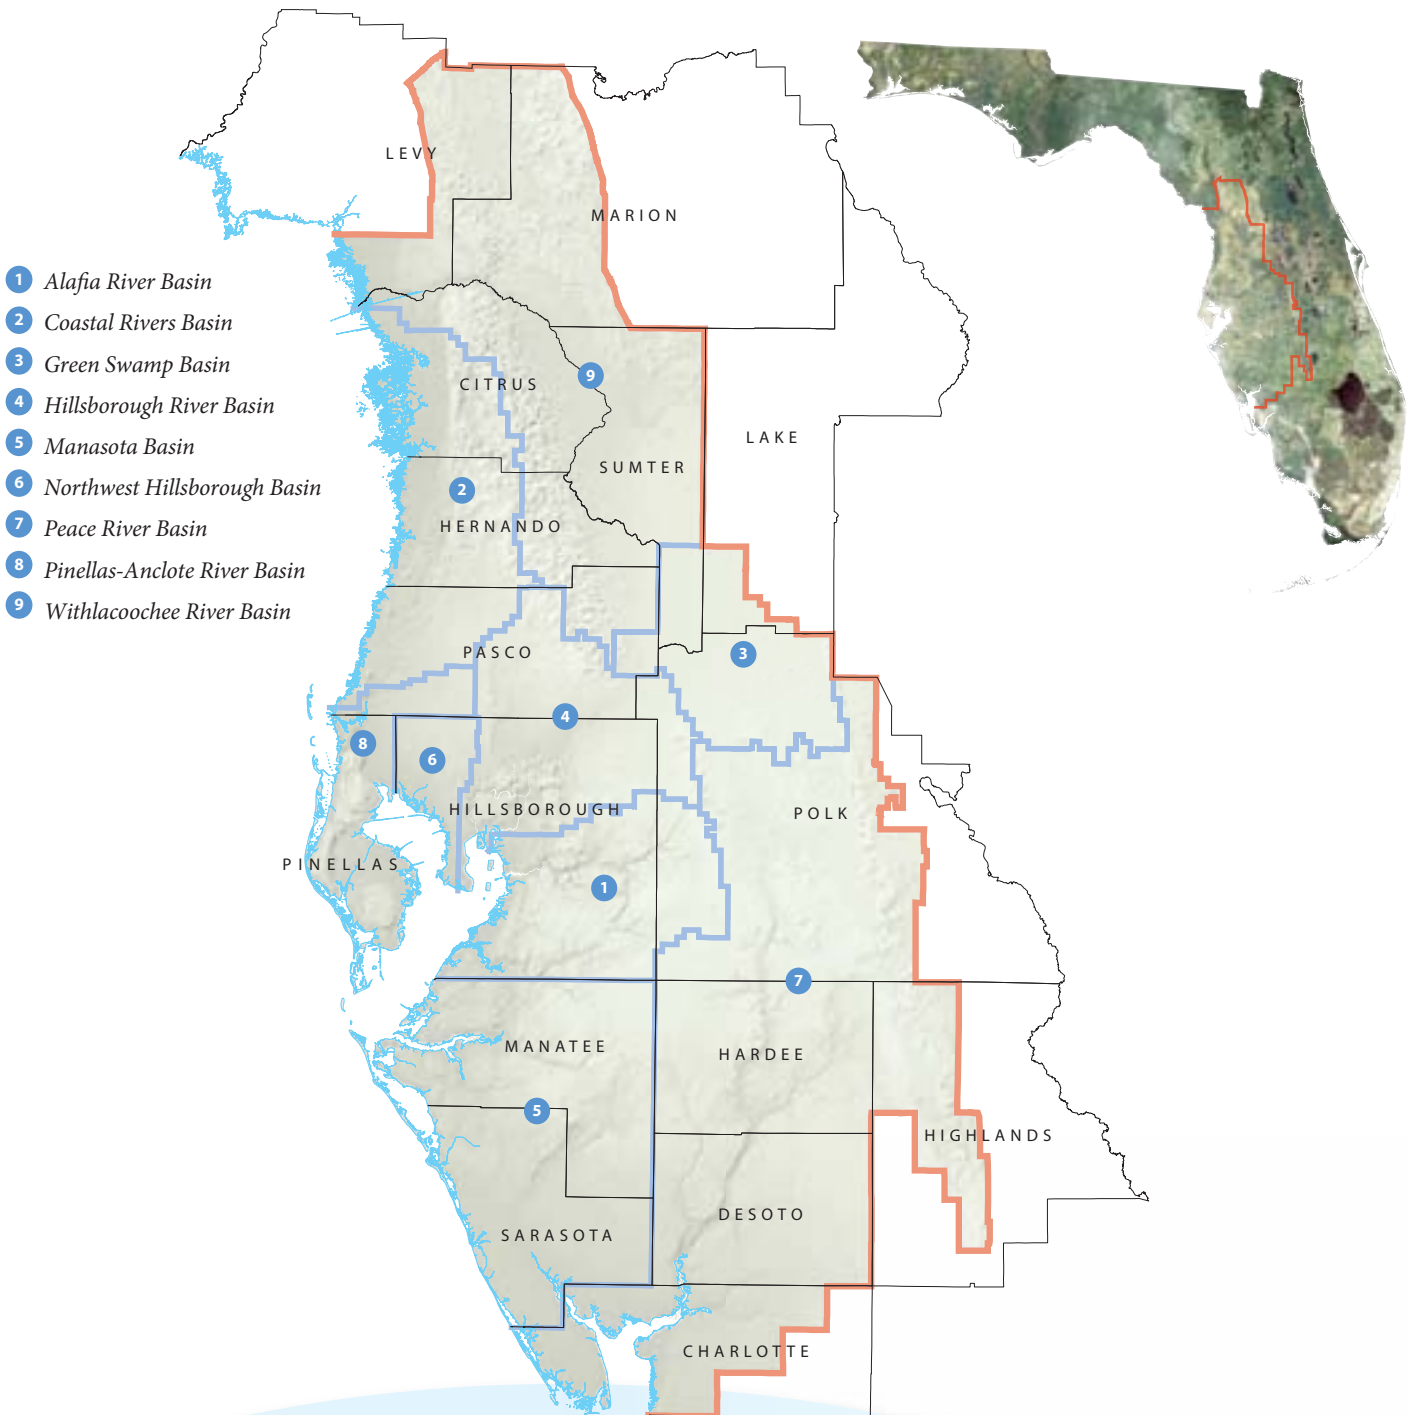 LEVY
MARION
1 Alafia River Basin
2 Coastal Rivers Basin
3 Green Swamp Basin
4 Hillsborough River Basin
5 Manasota Basin
6 Northwest Hillsborough Basin
7 Peace River Basin
8 Pinellas-Anclote River Basin
9 Withlacoochee River Basin
9
CITRUS
LAKE
SUMTER
2
HERNANDO
PASCO
3
4
8
6
HILLSBOROUGH
POLK
PINELLAS
1
7
MANATEE
HARDEE
5
HIGHLANDS
DESOTO
SARASOTA
CHARLOTTE